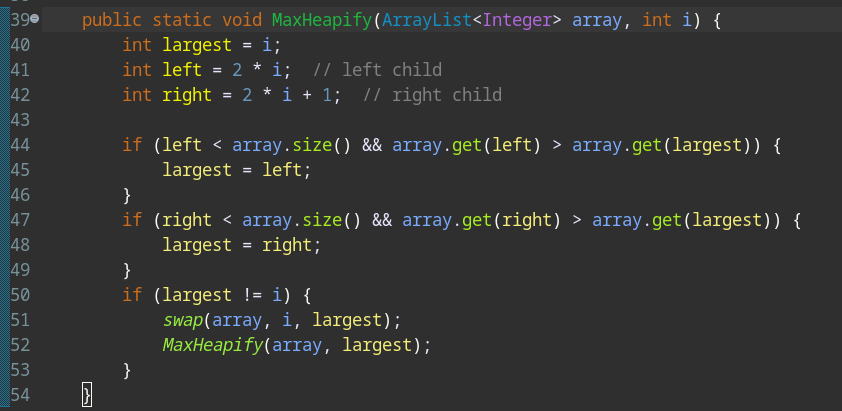 39 public static void MaxHeapify(ArrayList<Integer> array, int i) {
40     int largest = i;
41     int left = 2 * i;  // left child
42     int right = 2 * i + 1;  // right child
43
44     if (left < array.size() && array.get(left) > array.get(largest)) {
45         largest = left;
46     }
47     if (right < array.size() && array.get(right) > array.get(largest)) {
48         largest = right;
49     }
50     if (largest != i) {
51         swap(array, i, largest);
52         MaxHeapify(array, largest);
53     }
54 }